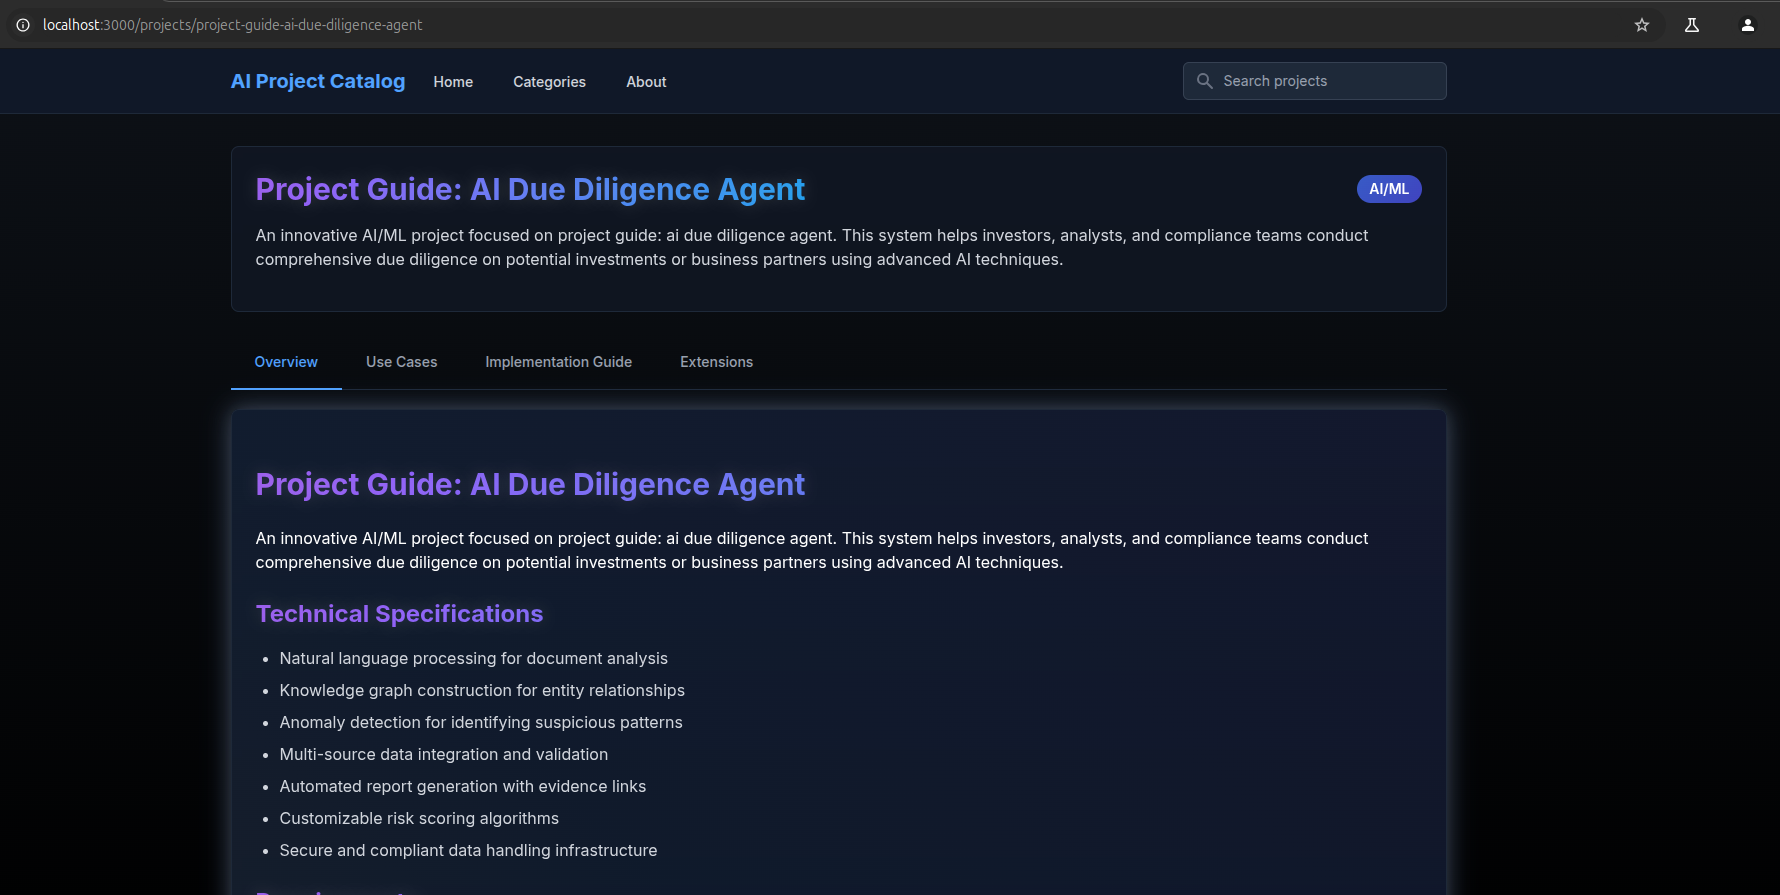 localhost:3000/projects/project-guide-ai-due-diligence-agent
AI Project Catalog Home Categories About Search projects
Project Guide: AI Due Diligence Agent AI/ML
An innovative AI/ML project focused on project guide: ai due diligence agent. This system helps investors, analysts, and compliance teams conduct
comprehensive due diligence on potential investments or business partners using advanced AI techniques.
Overview Use Cases Implementation Guide Extensions
Project Guide: AI Due Diligence Agent
An innovative AI/ML project focused on project guide: ai due diligence agent. This system helps investors, analysts, and compliance teams conduct
comprehensive due diligence on potential investments or business partners using advanced AI techniques.
Technical Specifications
• Natural language processing for document analysis
• Knowledge graph construction for entity relationships
• Anomaly detection for identifying suspicious patterns
• Multi-source data integration and validation
• Automated report generation with evidence links
• Customizable risk scoring algorithms
• Secure and compliant data handling infrastructure